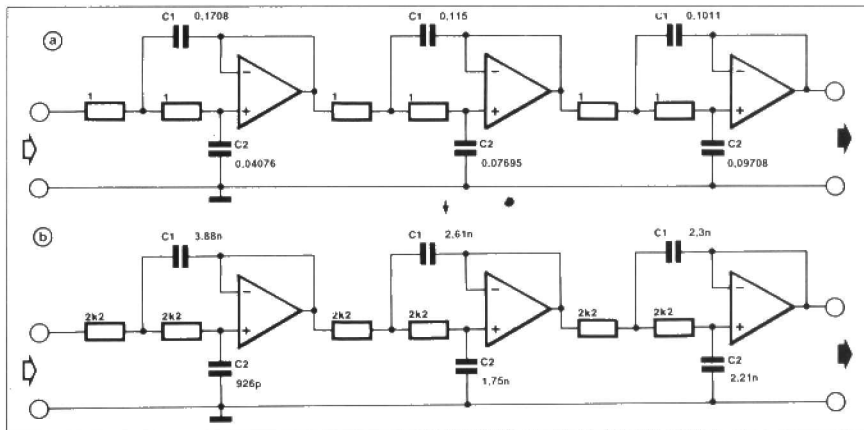 C1 0,1708 C1 0,115 C1 0,1011
a
1 1 1 1 1 1
− − −
+ + +
C2 C2 C2
0,04076 0,07695 0,09708
b
C1 3.88n C1 2,61n C1 2,3n
− − −
2k2 2k2 2k2 2k2 2k2 2k2
+ + +
C2 C2 C2
926p 1,75n 2.21n